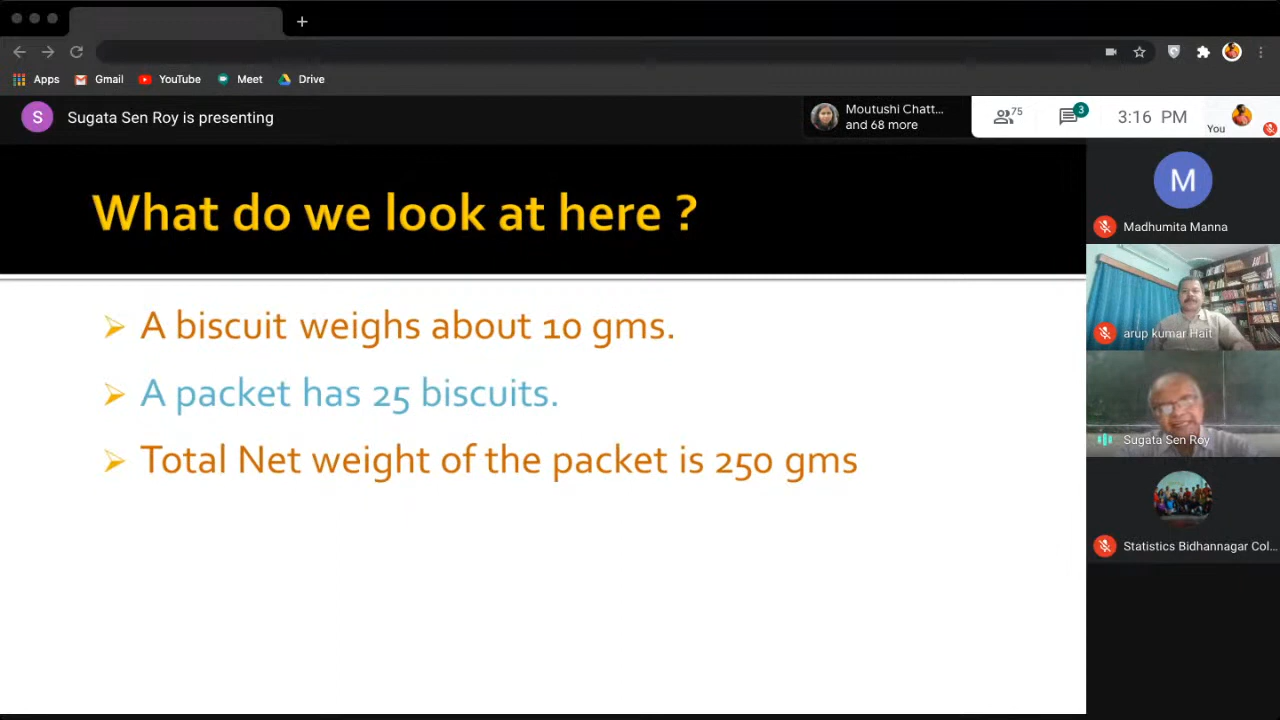 Apps Gmail YouTube Meet Drive
S Sugata Sen Roy is presenting
Moutushi Chatt...
and 68 more
75
3
3:16 PM
You
What do we look at here ?
A biscuit weighs about 10 gms.
A packet has 25 biscuits.
Total Net weight of the packet is 250 gms
M
Madhumita Manna
arup kumar Hait
Sugata Sen Roy
Statistics Bidhannagar Col...